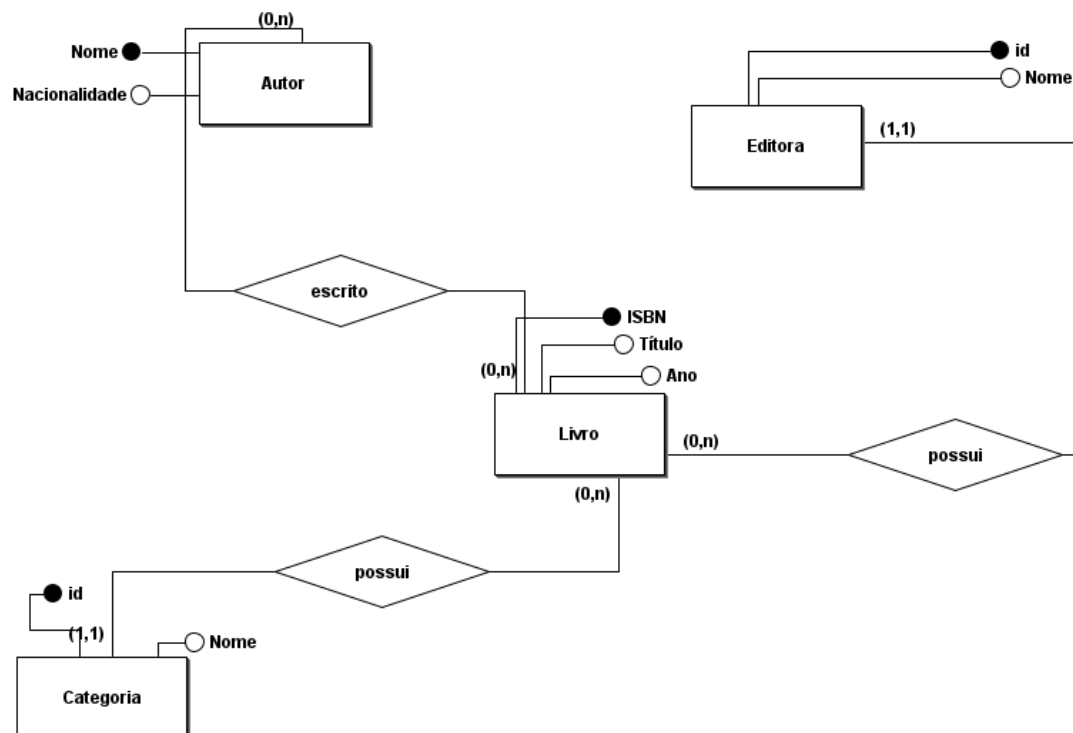 (0,n)
Nome
Autor
Nacionalidade
id
Nome
(1,1)
Editora
escrito
ISBN
Título
(0,n)
Ano
Livro
(0,n)
possui
(0,n)
possui
id
(1,1)
Nome
Categoria